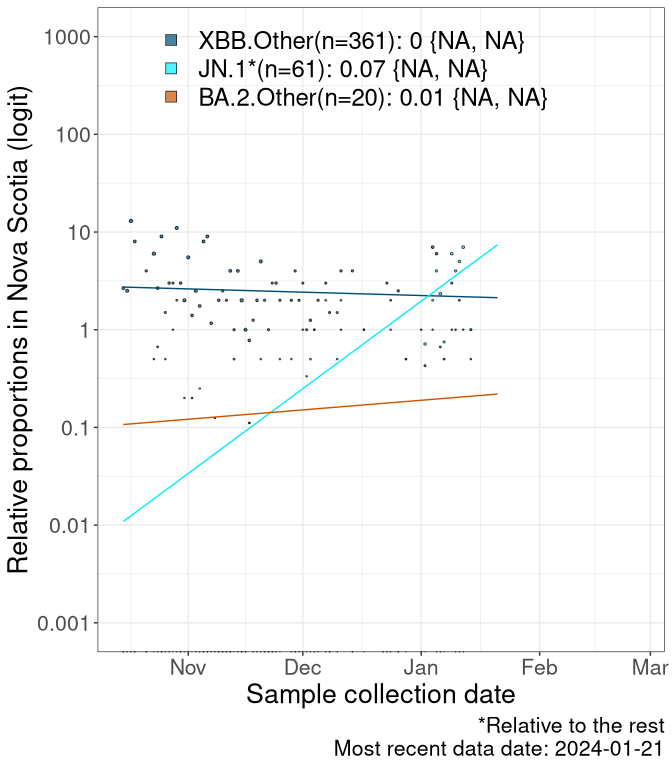 XBB.Other(n=361): 0 {NA, NA}
JN.1*(n=61): 0.07 {NA, NA}
BA.2.Other(n=20): 0.01 {NA, NA}
Relative proportions in Nova Scotia (logit)
1000
100
10
1
0.1
0.01
0.001
Nov Dec Jan Feb Mar
Sample collection date
*Relative to the rest
Most recent data date: 2024-01-21